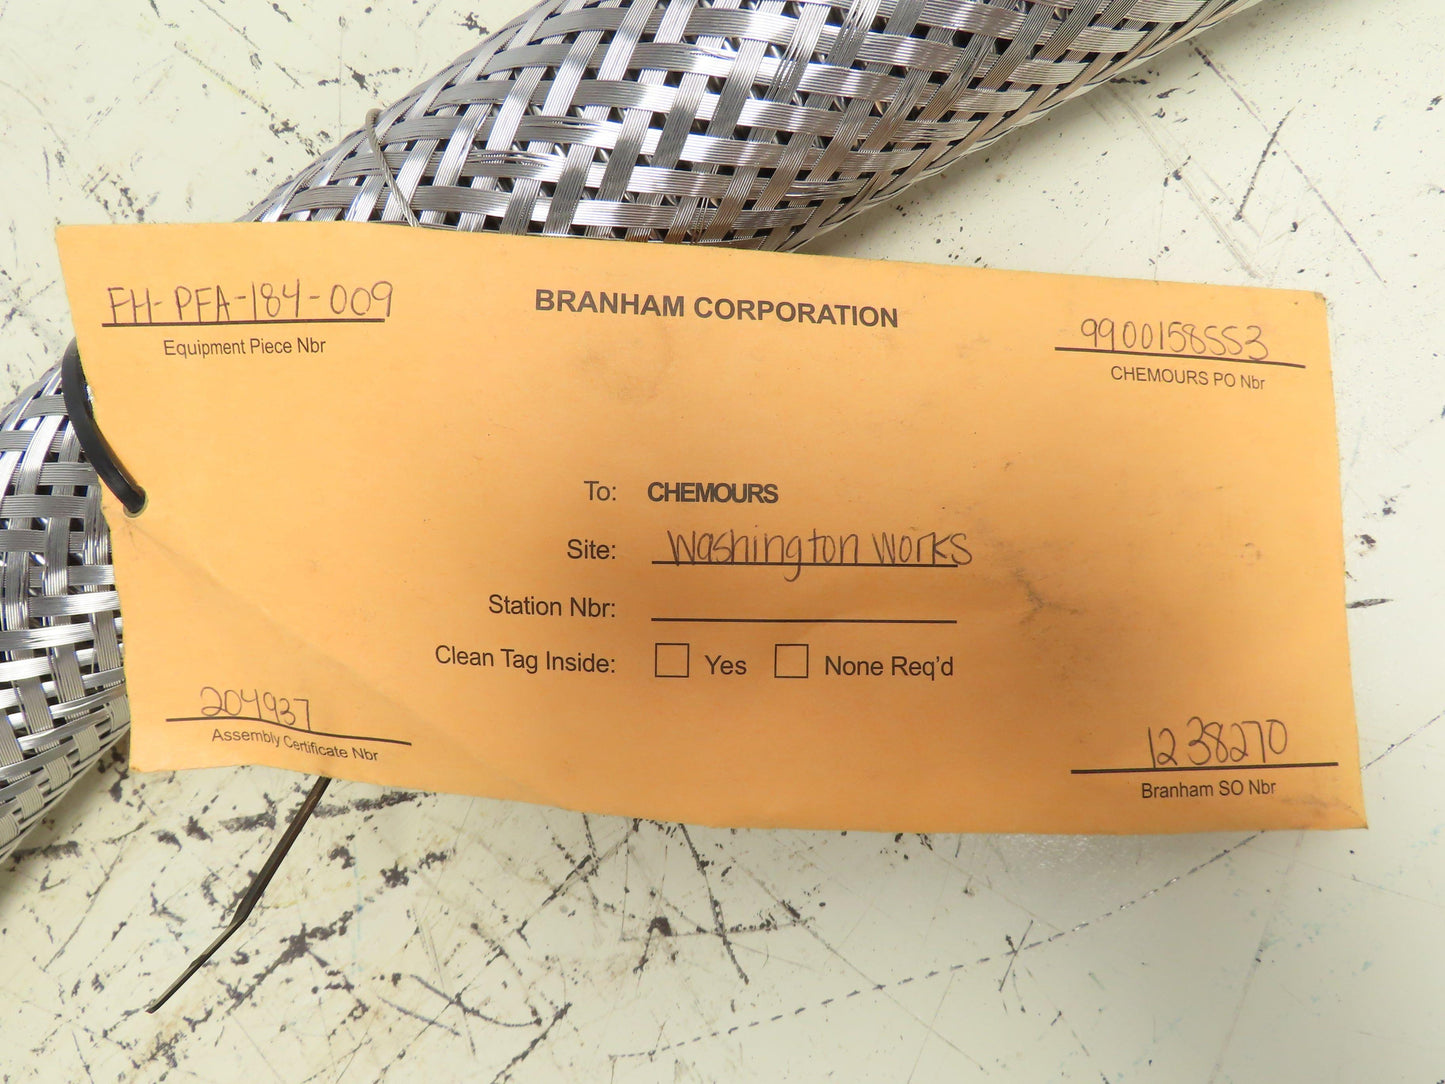 FH-PFA-184-009
Equipment Piece Nbr
BRANHAM CORPORATION
9900158553
CHEMOURS PO Nbr
To: CHEMOURS
Site: Washington Works
Station Nbr:
Clean Tag Inside: Yes None Req'd
204937
Assembly Certificate Nbr
1238270
Branham SO Nbr